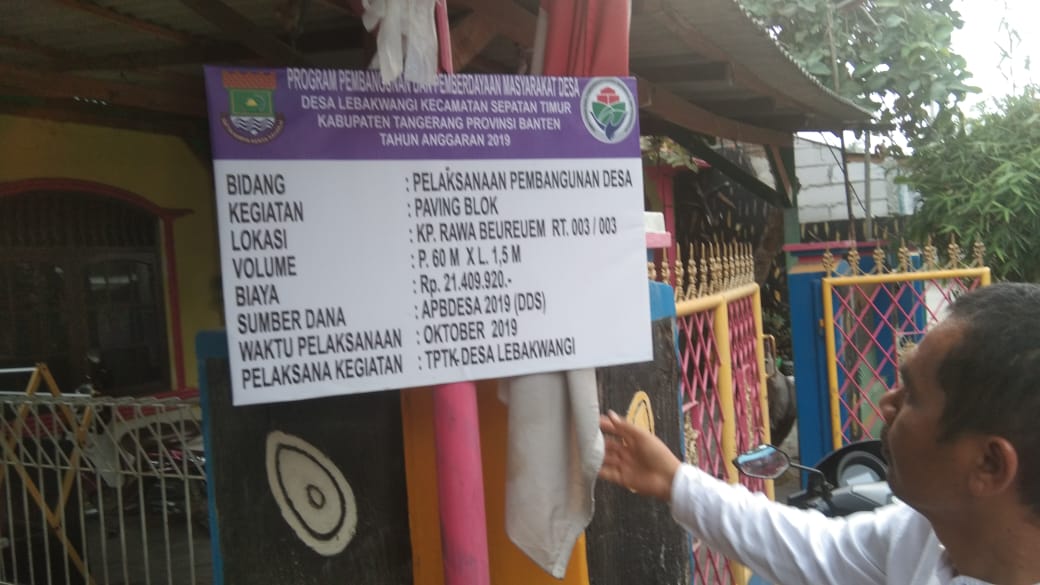 PROGRAM PEMBANGUNAN DAN PEMBERDAYAAN MASYARAKAT DESA
DESA LEBAKWANGI KECAMATAN SEPATAN TIMUR
KABUPATEN TANGERANG PROVINSI BANTEN
TAHUN ANGGARAN 2019
BIDANG : PELAKSANAAN PEMBANGUNAN DESA
KEGIATAN : PAVING BLOK
LOKASI : KP. RAWA BEUREUEM RT. 003 / 003
VOLUME : P. 60 M X L. 1,5 M
BIAYA : Rp. 21.409.920.-
SUMBER DANA : APBDESA 2019 (DDS)
WAKTU PELAKSANAAN : OKTOBER 2019
PELAKSANA KEGIATAN : TPTK-DESA LEBAKWANGI